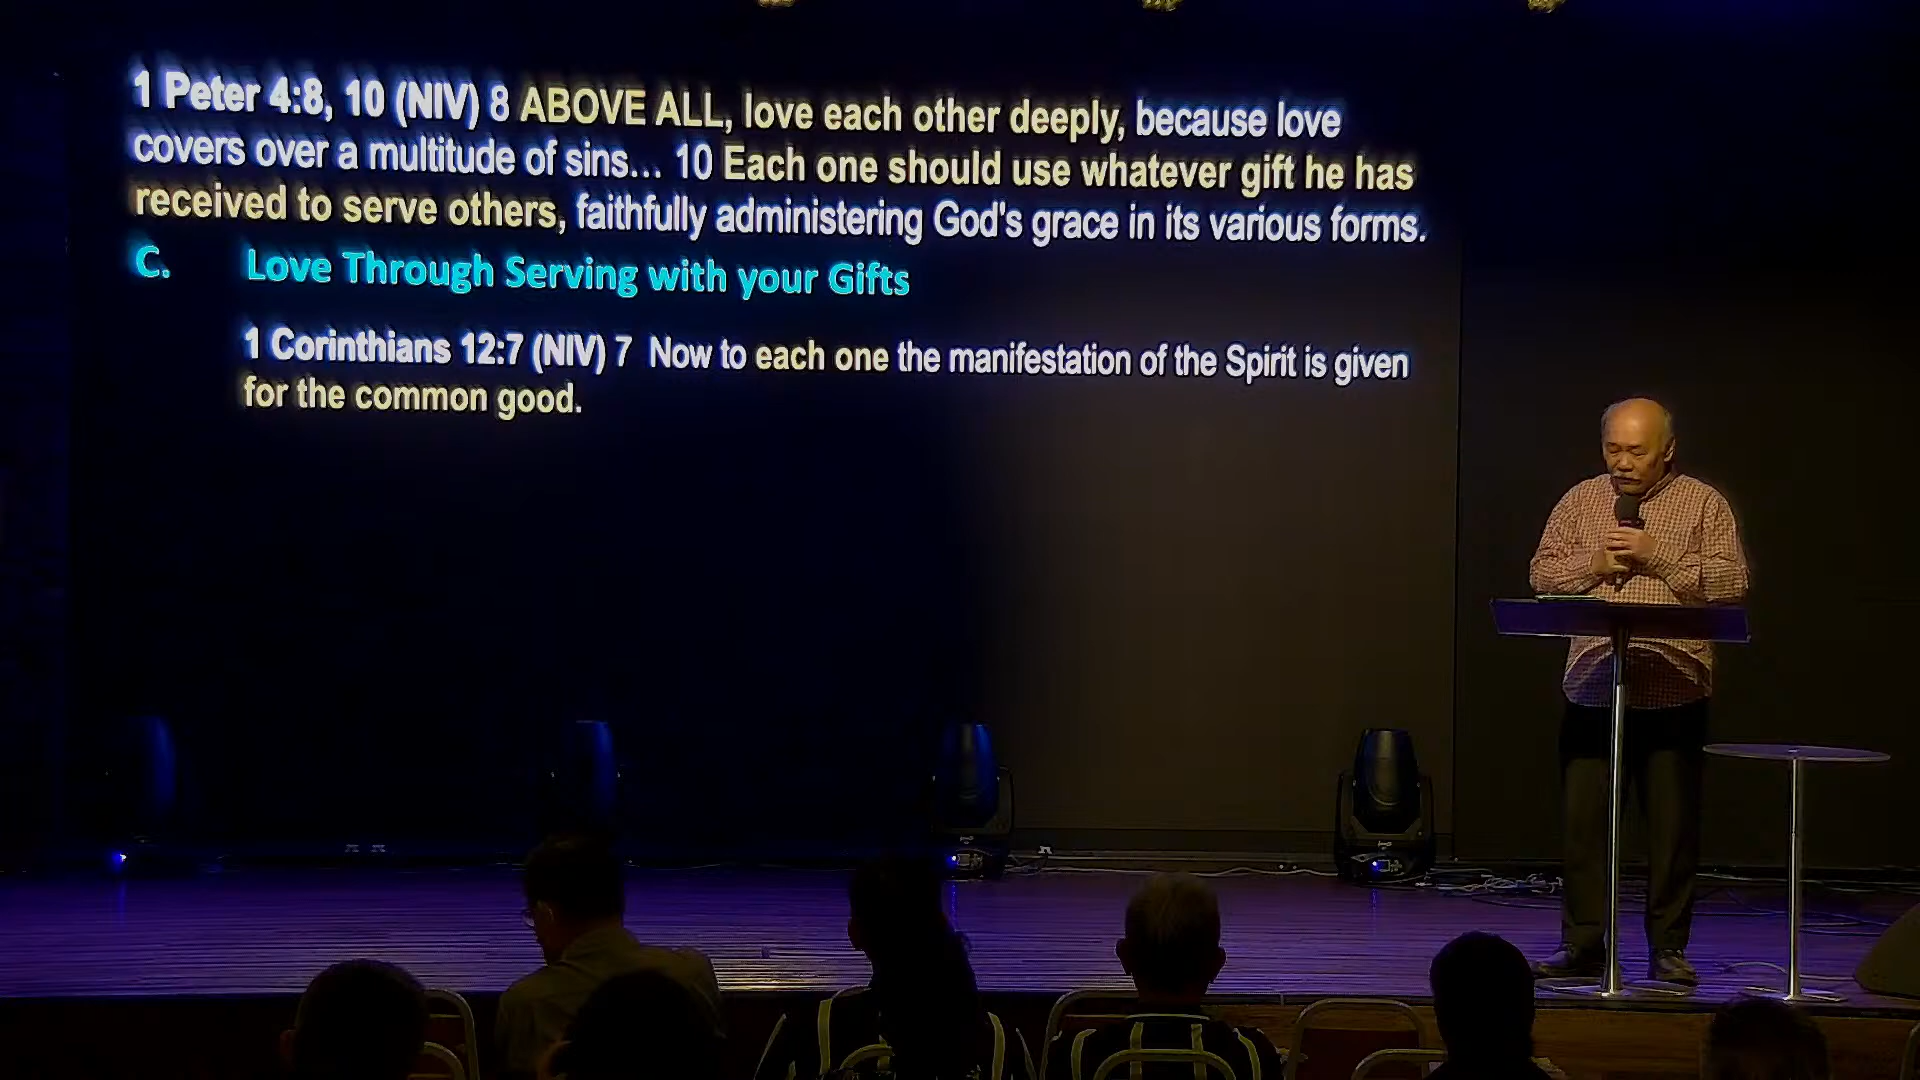 1 Peter 4:8, 10 (NIV) 8 ABOVE ALL, love each other deeply, because love
covers over a multitude of sins... 10 Each one should use whatever gift he has
received to serve others, faithfully administering God's grace in its various forms.
C. Love Through Serving with your Gifts
1 Corinthians 12:7 (NIV) 7 Now to each one the manifestation of the Spirit is given
for the common good.